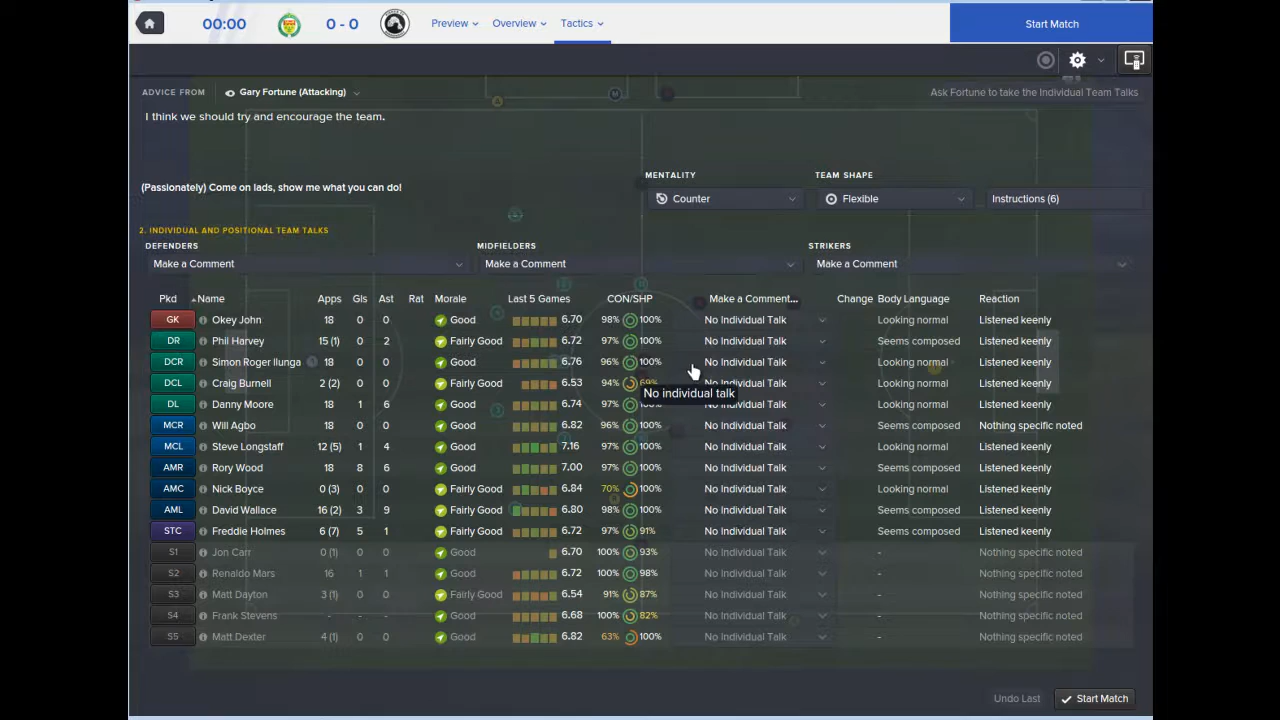 00:00 0 - 0 Preview Overview Tactics Start Match
ADVICE FROM Gary Fortune (Attacking) Ask Fortune to take the Individual Team Talks
I think we should try and encourage the team.
MENTALITY TEAM SHAPE
(Passionately) Come on lads, show me what you can do!
Counter Flexible Instructions (6)
2. INDIVIDUAL AND POSITIONAL TEAM TALKS
DEFENDERS MIDFIELDERS STRIKERS
Make a Comment Make a Comment Make a Comment
Pkd Name Apps Gls Ast Rat Morale Last 5 Games CON/SHP Make a Comment... Change Body Language Reaction
GK Okey John 18 0 0 Good 6.70 98% 100% No Individual Talk Looking normal Listened keenly
DR Phil Harvey 15 (1) 0 2 Fairly Good 6.72 97% 100% No Individual Talk Seems composed Listened keenly
DCR Simon Roger Ilunga 18 0 0 Good 6.76 96% 100% No Individual Talk Looking normal Listened keenly
DCL Craig Burnell 2 (2) 0 0 Fairly Good 6.53 94% 69% No Individual Talk Looking normal Listened keenly
No individual talk
DL Danny Moore 18 1 6 Good 6.74 97% 100% No Individual Talk Looking normal Listened keenly
MCR Will Agbo 18 0 0 Good 6.82 96% 100% No Individual Talk Seems composed Nothing specific noted
MCL Steve Longstaff 12 (5) 1 4 Good 7.16 97% 100% No Individual Talk Looking normal Listened keenly
AMR Rory Wood 18 8 6 Good 7.00 97% 100% No Individual Talk Seems composed Listened keenly
AMC Nick Boyce 0 (3) 0 0 Fairly Good 6.84 70% 100% No Individual Talk Looking normal Listened keenly
AML David Wallace 16 (2) 3 9 Fairly Good 6.80 98% 100% No Individual Talk Seems composed Listened keenly
STC Freddie Holmes 6 (7) 5 1 Fairly Good 6.72 97% 91% No Individual Talk Seems composed Listened keenly
S1 Jon Carr 0 (1) 0 0 Good 6.70 100% 93% No Individual Talk - Nothing specific noted
S2 Renaldo Mars 16 1 1 Good 6.72 100% 98% No Individual Talk - Nothing specific noted
S3 Matt Dayton 3 (1) 0 0 Fairly Good 6.54 91% 87% No Individual Talk - Nothing specific noted
S4 Frank Stevens - - - Good 6.68 100% 82% No Individual Talk - Nothing specific noted
S5 Matt Dexter 4 (1) 0 0 Good 6.82 63% 100% No Individual Talk - Nothing specific noted
Undo Last Start Match